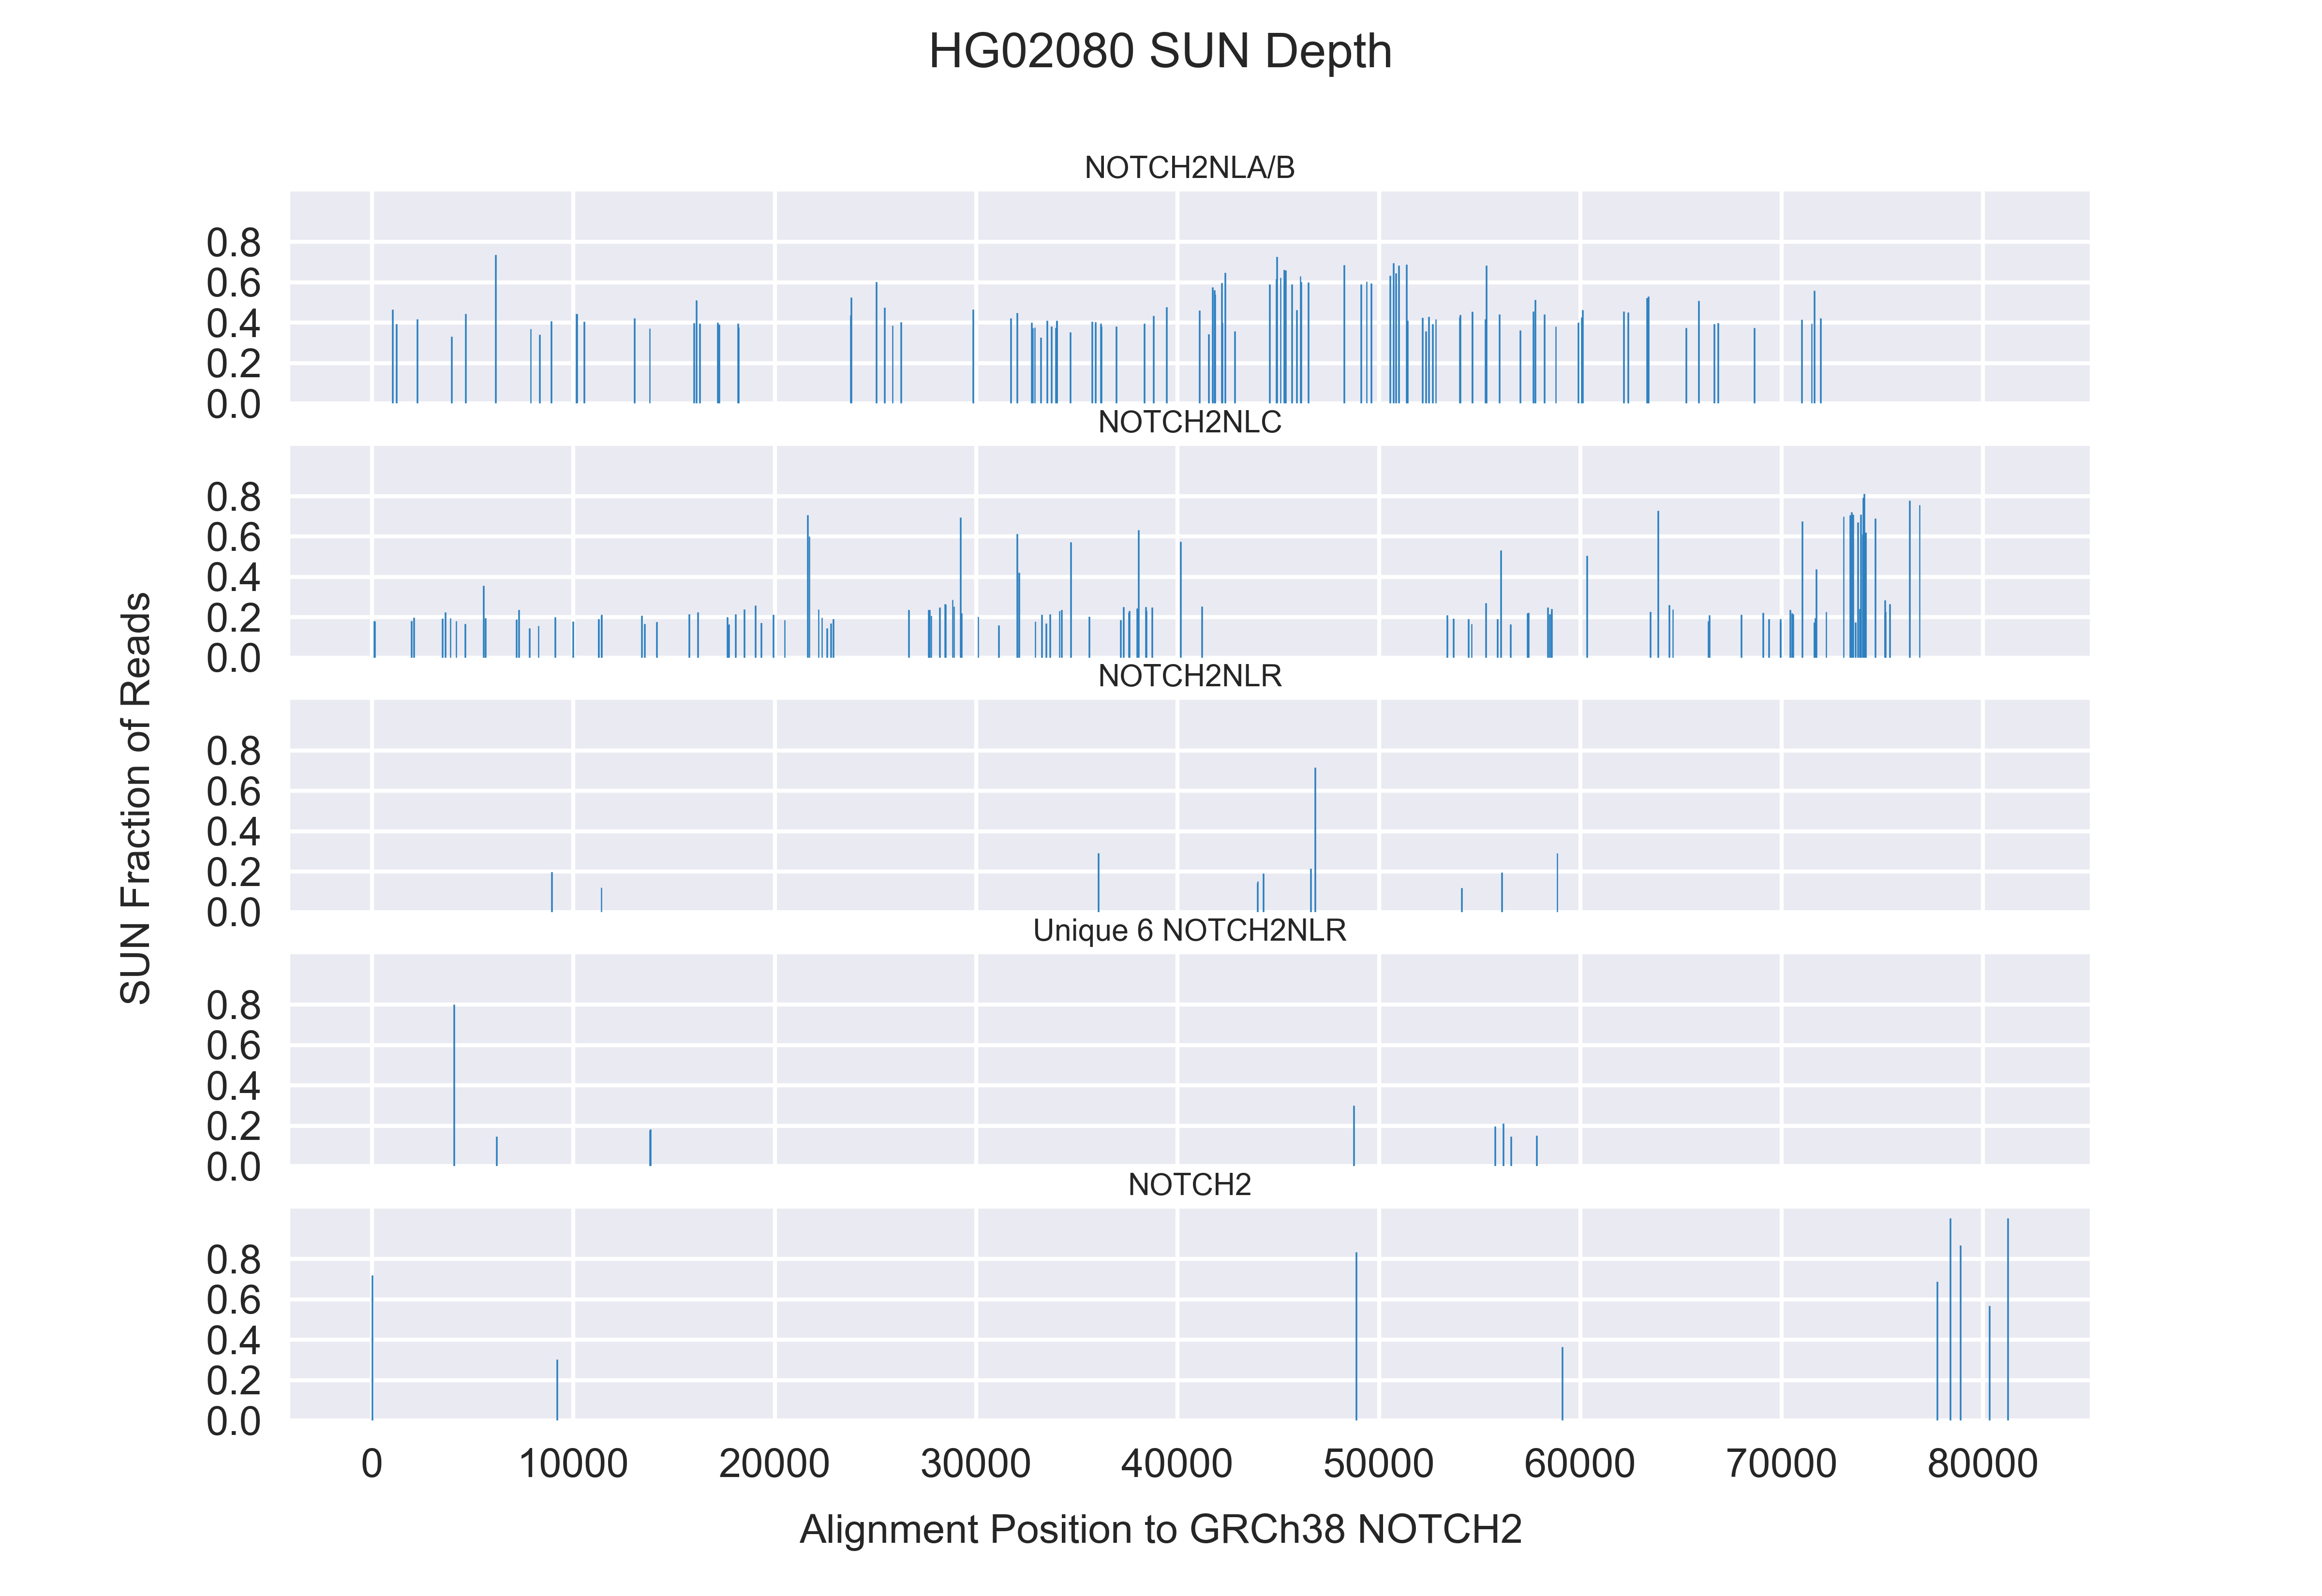 HG02080 SUN Depth
NOTCH2NLA/B
0.8
0.6
0.4
0.2
0.0
NOTCH2NLC
0.8
0.6
0.4
0.2
0.0
NOTCH2NLR
0.8
0.6
0.4
0.2
0.0
Unique 6 NOTCH2NLR
0.8
0.6
0.4
0.2
0.0
NOTCH2
0.8
0.6
0.4
0.2
0.0
SUN Fraction of Reads
0 10000 20000 30000 40000 50000 60000 70000 80000
Alignment Position to GRCh38 NOTCH2